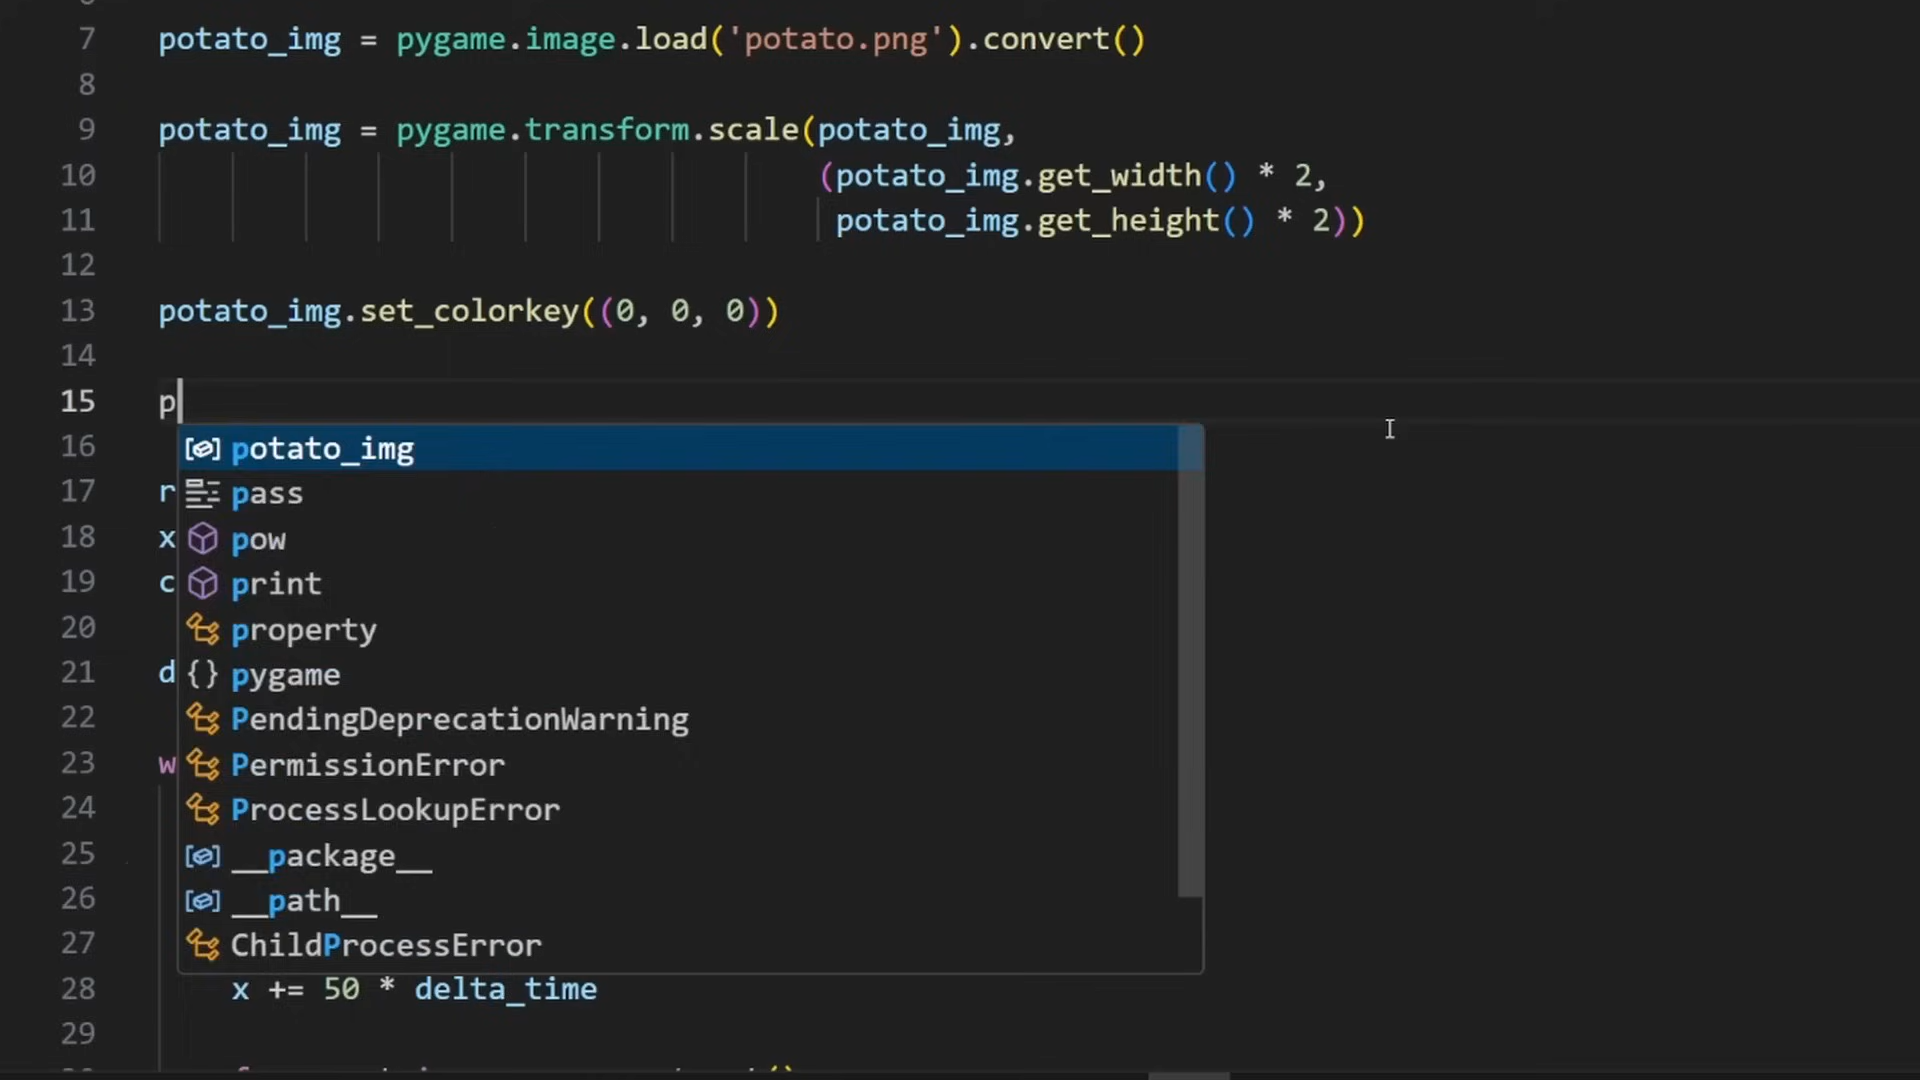 7 potato_img = pygame.image.load('potato.png').convert()
8
9 potato_img = pygame.transform.scale(potato_img,
10 (potato_img.get_width() * 2,
11 potato_img.get_height() * 2))
12
13 potato_img.set_colorkey((0, 0, 0))
14
15 p
16 potato_img
17 r pass
18 x pow
19 c print
20 property
21 d pygame
22 PendingDeprecationWarning
23 w PermissionError
24 ProcessLookupError
25 __package__
26 __path__
27 ChildProcessError
28 x += 50 * delta_time
29